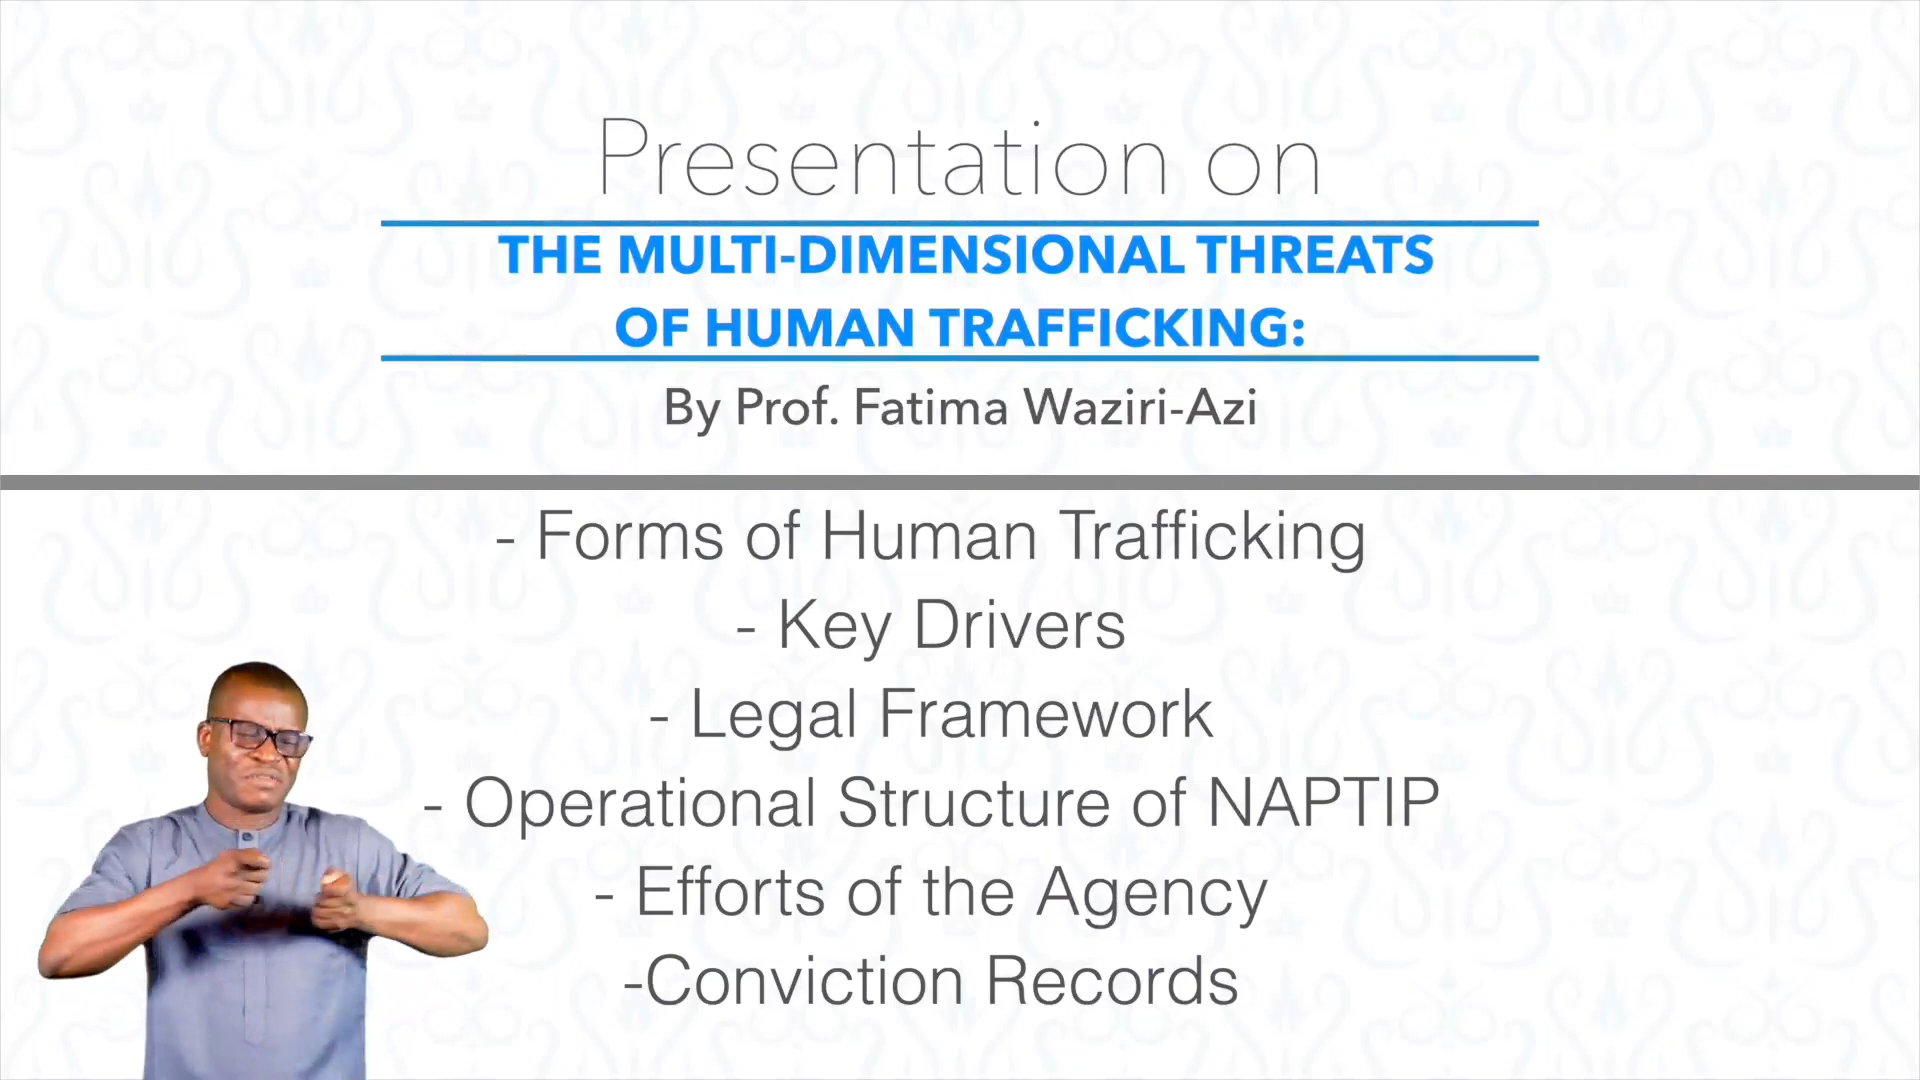 Presentation on
THE MULTI-DIMENSIONAL THREATS
OF HUMAN TRAFFICKING:
By Prof. Fatima Waziri-Azi
- Forms of Human Trafficking
- Key Drivers
- Legal Framework
- Operational Structure of NAPTIP
- Efforts of the Agency
-Conviction Records